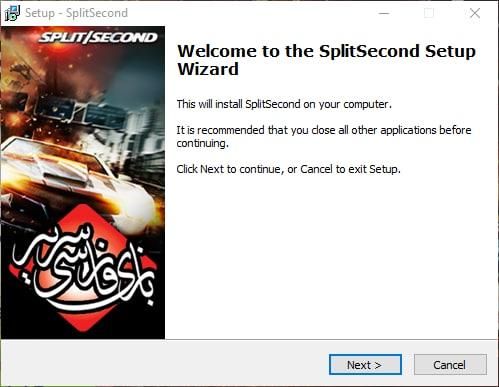 Setup - SplitSecond
SPLIT/SECOND
Welcome to the SplitSecond Setup
Wizard
This will install SplitSecond on your computer.
It is recommended that you close all other applications before
continuing.
Click Next to continue, or Cancel to exit Setup.
بازی فارسی سرزیر
Next >
Cancel